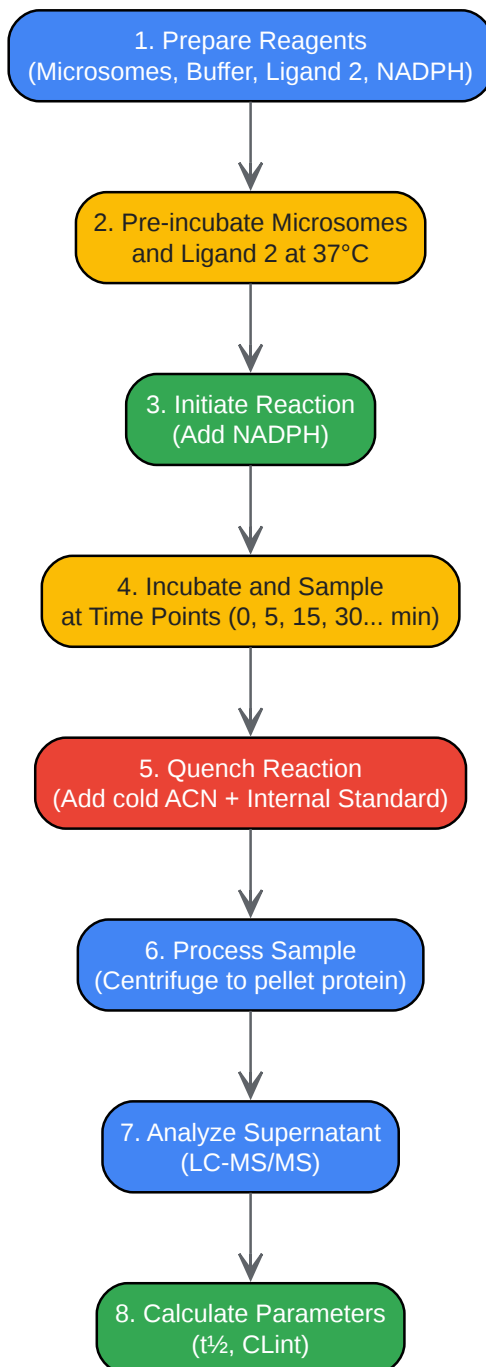 1. Prepare Reagents
(Microsomes, Buffer, Ligand 2, NADPH)
2. Pre-incubate Microsomes
and Ligand 2 at 37°C
3. Initiate Reaction
(Add NADPH)
4. Incubate and Sample
at Time Points (0, 5, 15, 30... min)
5. Quench Reaction
(Add cold ACN + Internal Standard)
6. Process Sample
(Centrifuge to pellet protein)
7. Analyze Supernatant
(LC-MS/MS)
8. Calculate Parameters
(t½, CLint)